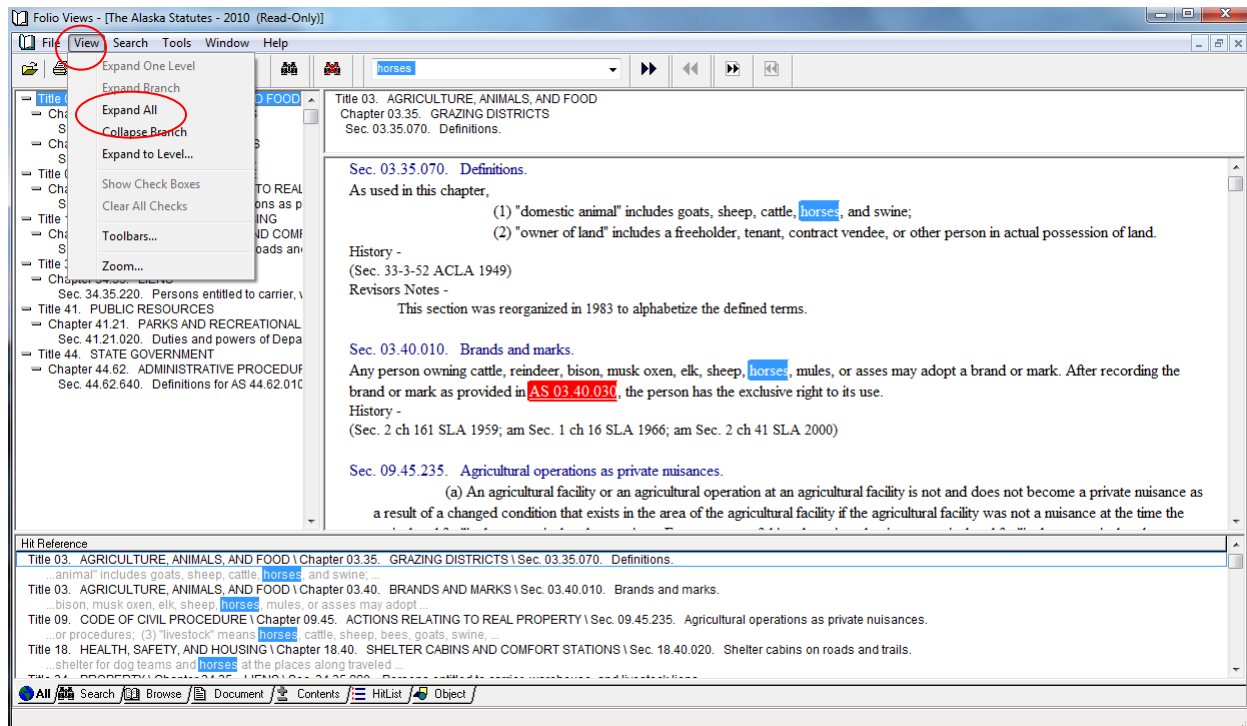 Folio Views - [The Alaska Statutes - 2010 (Read-Only)]
File View Search Tools Window Help
horses
Expand One Level
Expand Branch
Expand All
Collapse Branch
Expand to Level...
Show Check Boxes
Clear All Checks
Toolbars...
Zoom...
Title D FOOD
TO REAL
ons as p
ING
ND COMF
oads and
Chapter 34.35. LIENS
Sec. 34.35.220. Persons entitled to carrier,
Title 41. PUBLIC RESOURCES
Chapter 41.21. PARKS AND RECREATIONAL
Sec. 41.21.020. Duties and powers of Depa
Title 44. STATE GOVERNMENT
Chapter 44.62. ADMINISTRATIVE PROCEDUR
Sec. 44.62.640. Definitions for AS 44.62.010
Title 03. AGRICULTURE, ANIMALS, AND FOOD
Chapter 03.35. GRAZING DISTRICTS
Sec. 03.35.070. Definitions.
Sec. 03.35.070. Definitions.
As used in this chapter,
(1) "domestic animal" includes goats, sheep, cattle, horses, and swine;
(2) "owner of land" includes a freeholder, tenant, contract vendee, or other person in actual possession of land.
History -
(Sec. 33-3-52 ACLA 1949)
Revisors Notes -
This section was reorganized in 1983 to alphabetize the defined terms.
Sec. 03.40.010. Brands and marks.
Any person owning cattle, reindeer, bison, musk oxen, elk, sheep, horses, mules, or asses may adopt a brand or mark. After recording the
brand or mark as provided in AS 03.40.030, the person has the exclusive right to its use.
History -
(Sec. 2 ch 161 SLA 1959; am Sec. 1 ch 16 SLA 1966; am Sec. 2 ch 41 SLA 2000)
Sec. 09.45.235. Agricultural operations as private nuisances.
(a) An agricultural facility or an agricultural operation at an agricultural facility is not and does not become a private nuisance as
a result of a changed condition that exists in the area of the agricultural facility if the agricultural facility was not a nuisance at the time the
Hit Reference
Title 03. AGRICULTURE, ANIMALS, AND FOOD \ Chapter 03.35. GRAZING DISTRICTS \ Sec. 03.35.070. Definitions.
...animal" includes goats, sheep, cattle, horses, and swine; ...
Title 03. AGRICULTURE, ANIMALS, AND FOOD \ Chapter 03.40. BRANDS AND MARKS \ Sec. 03.40.010. Brands and marks.
...bison, musk oxen, elk, sheep, horses, mules, or asses may adopt ...
Title 09. CODE OF CIVIL PROCEDURE \ Chapter 09.45. ACTIONS RELATING TO REAL PROPERTY \ Sec. 09.45.235. Agricultural operations as private nuisances.
...or procedures; (3) "livestock" means horses, cattle, sheep, bees, goats, swine, ...
Title 18. HEALTH, SAFETY, AND HOUSING \ Chapter 18.40. SHELTER CABINS AND COMFORT STATIONS \ Sec. 18.40.020. Shelter cabins on roads and trails.
...shelter for dog teams and horses at the places along traveled ...
All Search Browse Document Contents HitList Object